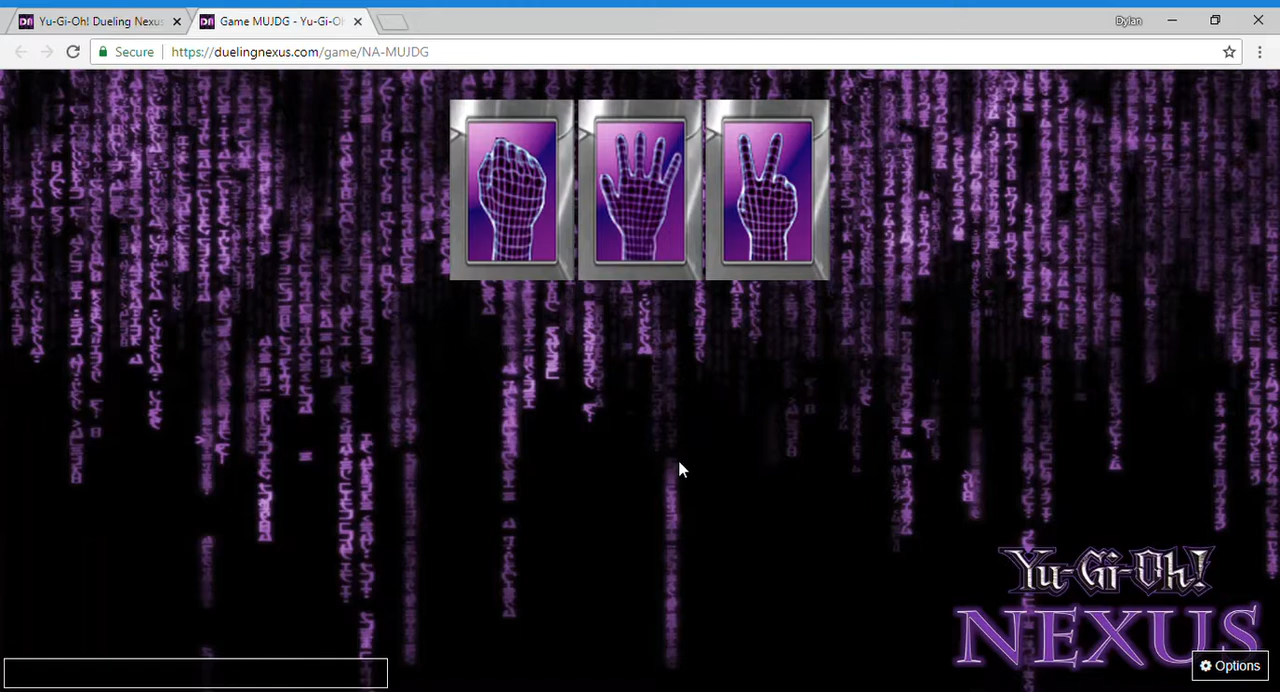 Yu-Gi-Oh! Dueling Nexus
Game MUJDG - Yu-Gi-Oh
Dylan
Secure
https://duelingnexus.com/game/NA-MUJDG
Yu-Gi-Oh!
NEXUS
Options